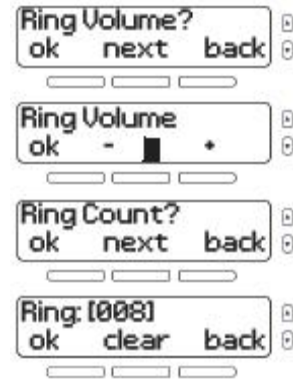 Ring Volume?
ok next back
Ring Volume
ok - +
Ring Count?
ok next back
Ring: [008]
ok clear back